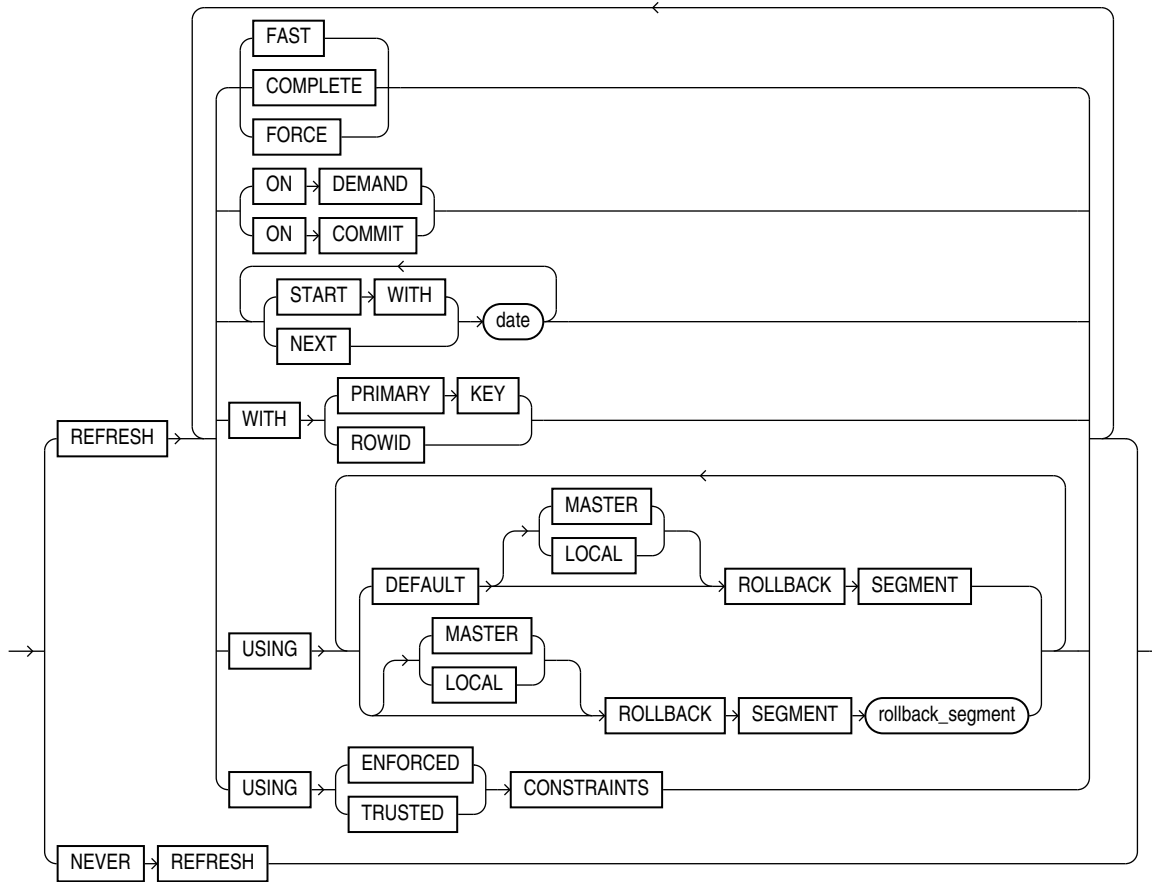 FAST
COMPLETE
FORCE
ON DEMAND
ON COMMIT
START WITH
date
NEXT
PRIMARY KEY
WITH
REFRESH
ROWID
MASTER
LOCAL
DEFAULT ROLLBACK SEGMENT
MASTER
USING
LOCAL
ROLLBACK SEGMENT rollback_segment
ENFORCED
USING CONSTRAINTS
TRUSTED
NEVER REFRESH